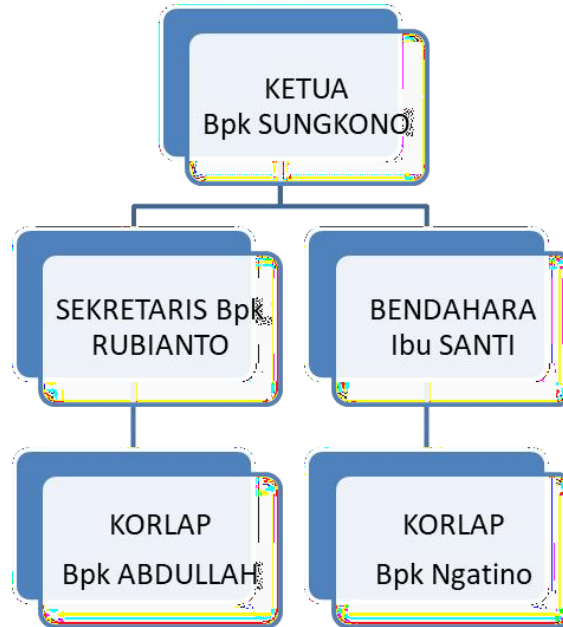 KETUA
Bpk SUNGKONO
SEKRETARIS Bpk
RUBIANTO
BENDAHARA
Ibu SANTI
KORLAP
Bpk ABDULLAH
KORLAP
Bpk Ngatino